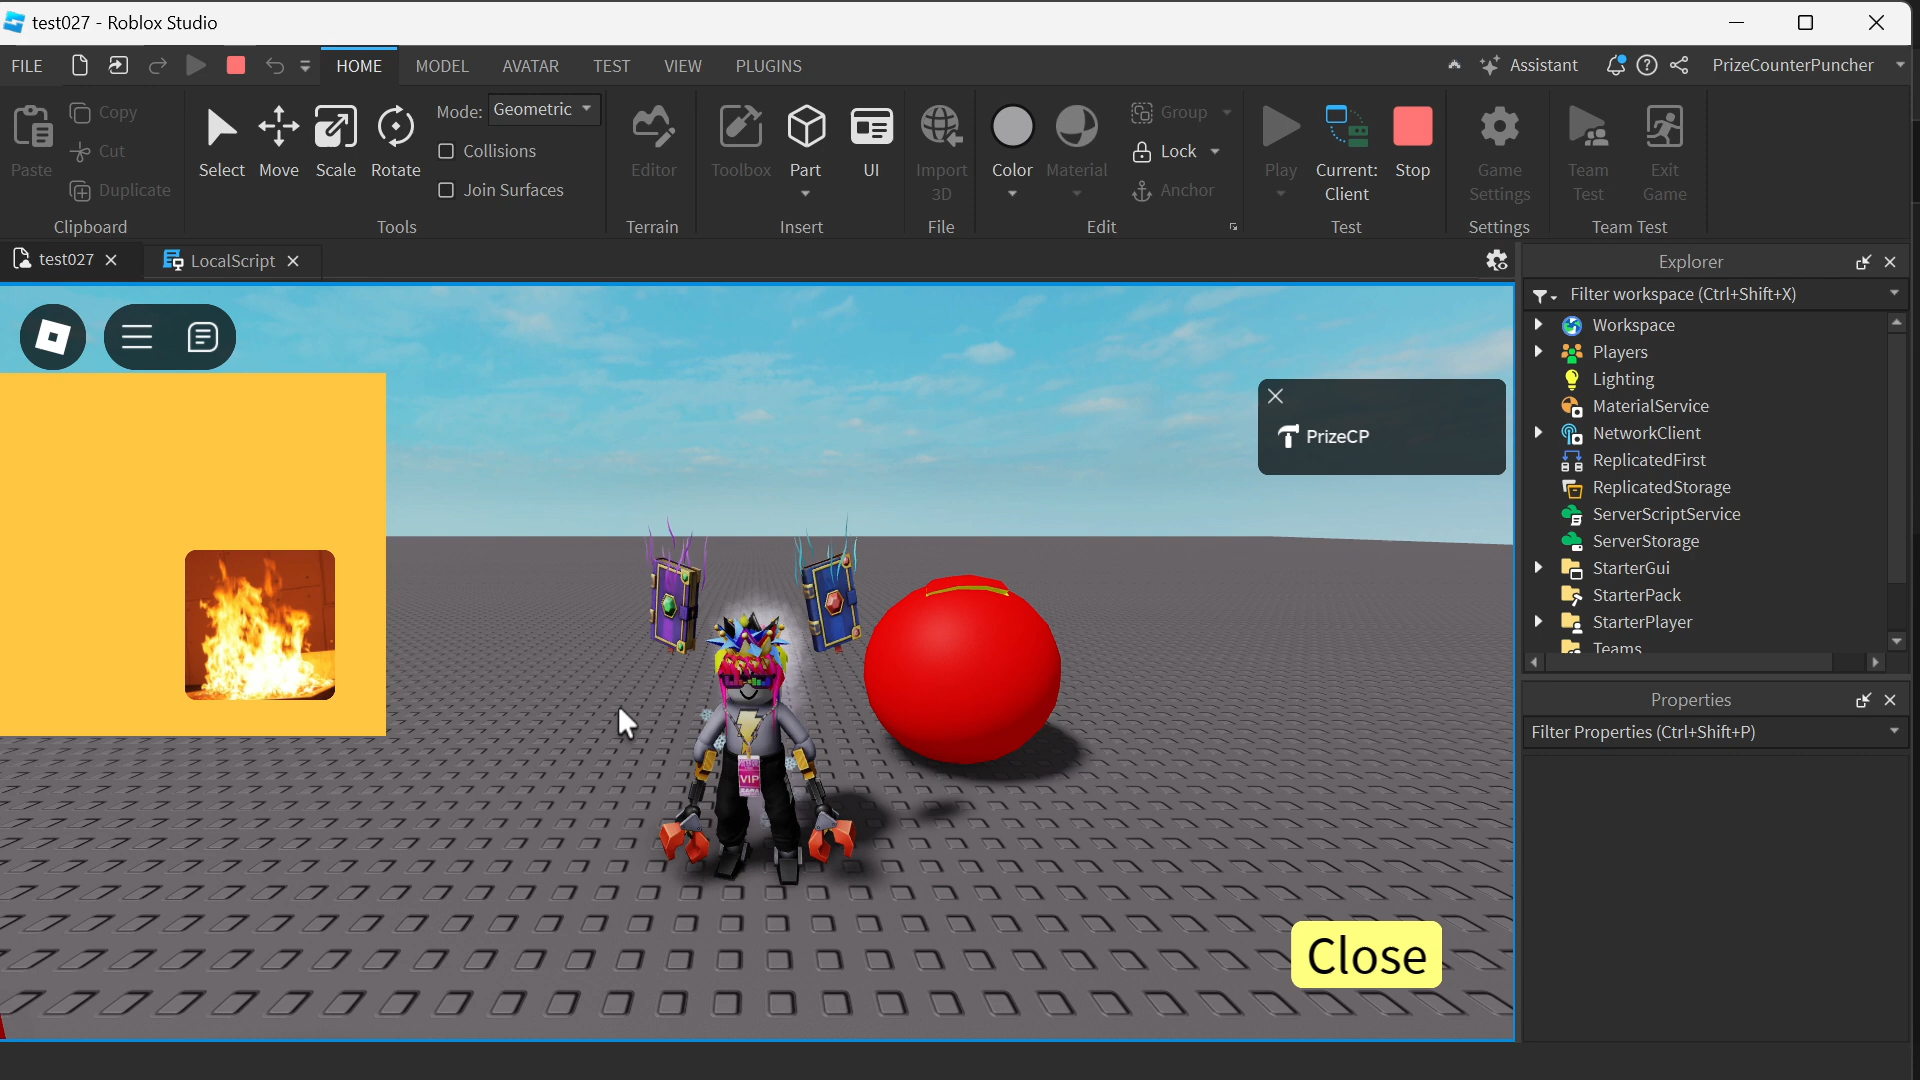 test027 - Roblox Studio
FILE HOME MODEL AVATAR TEST VIEW PLUGINS Assistant PrizeCounterPuncher
Paste
Copy
Cut
Duplicate
Clipboard
Select Move Scale Rotate
Mode: Geometric
Collisions
Join Surfaces
Tools
Editor
Terrain
Toolbox Part UI
Insert
Import
3D
File
Color Material
Group
Lock
Anchor
Edit
Play
Current:
Client
Stop
Test
Game
Settings
Settings
Team
Test
Exit
Game
Team Test
test027 LocalScript
PrizeCP
VIP
Close
Explorer
Filter workspace (Ctrl+Shift+X)
Workspace
Players
Lighting
MaterialService
NetworkClient
ReplicatedFirst
ReplicatedStorage
ServerScriptService
ServerStorage
StarterGui
StarterPack
StarterPlayer
Teams
Properties
Filter Properties (Ctrl+Shift+P)